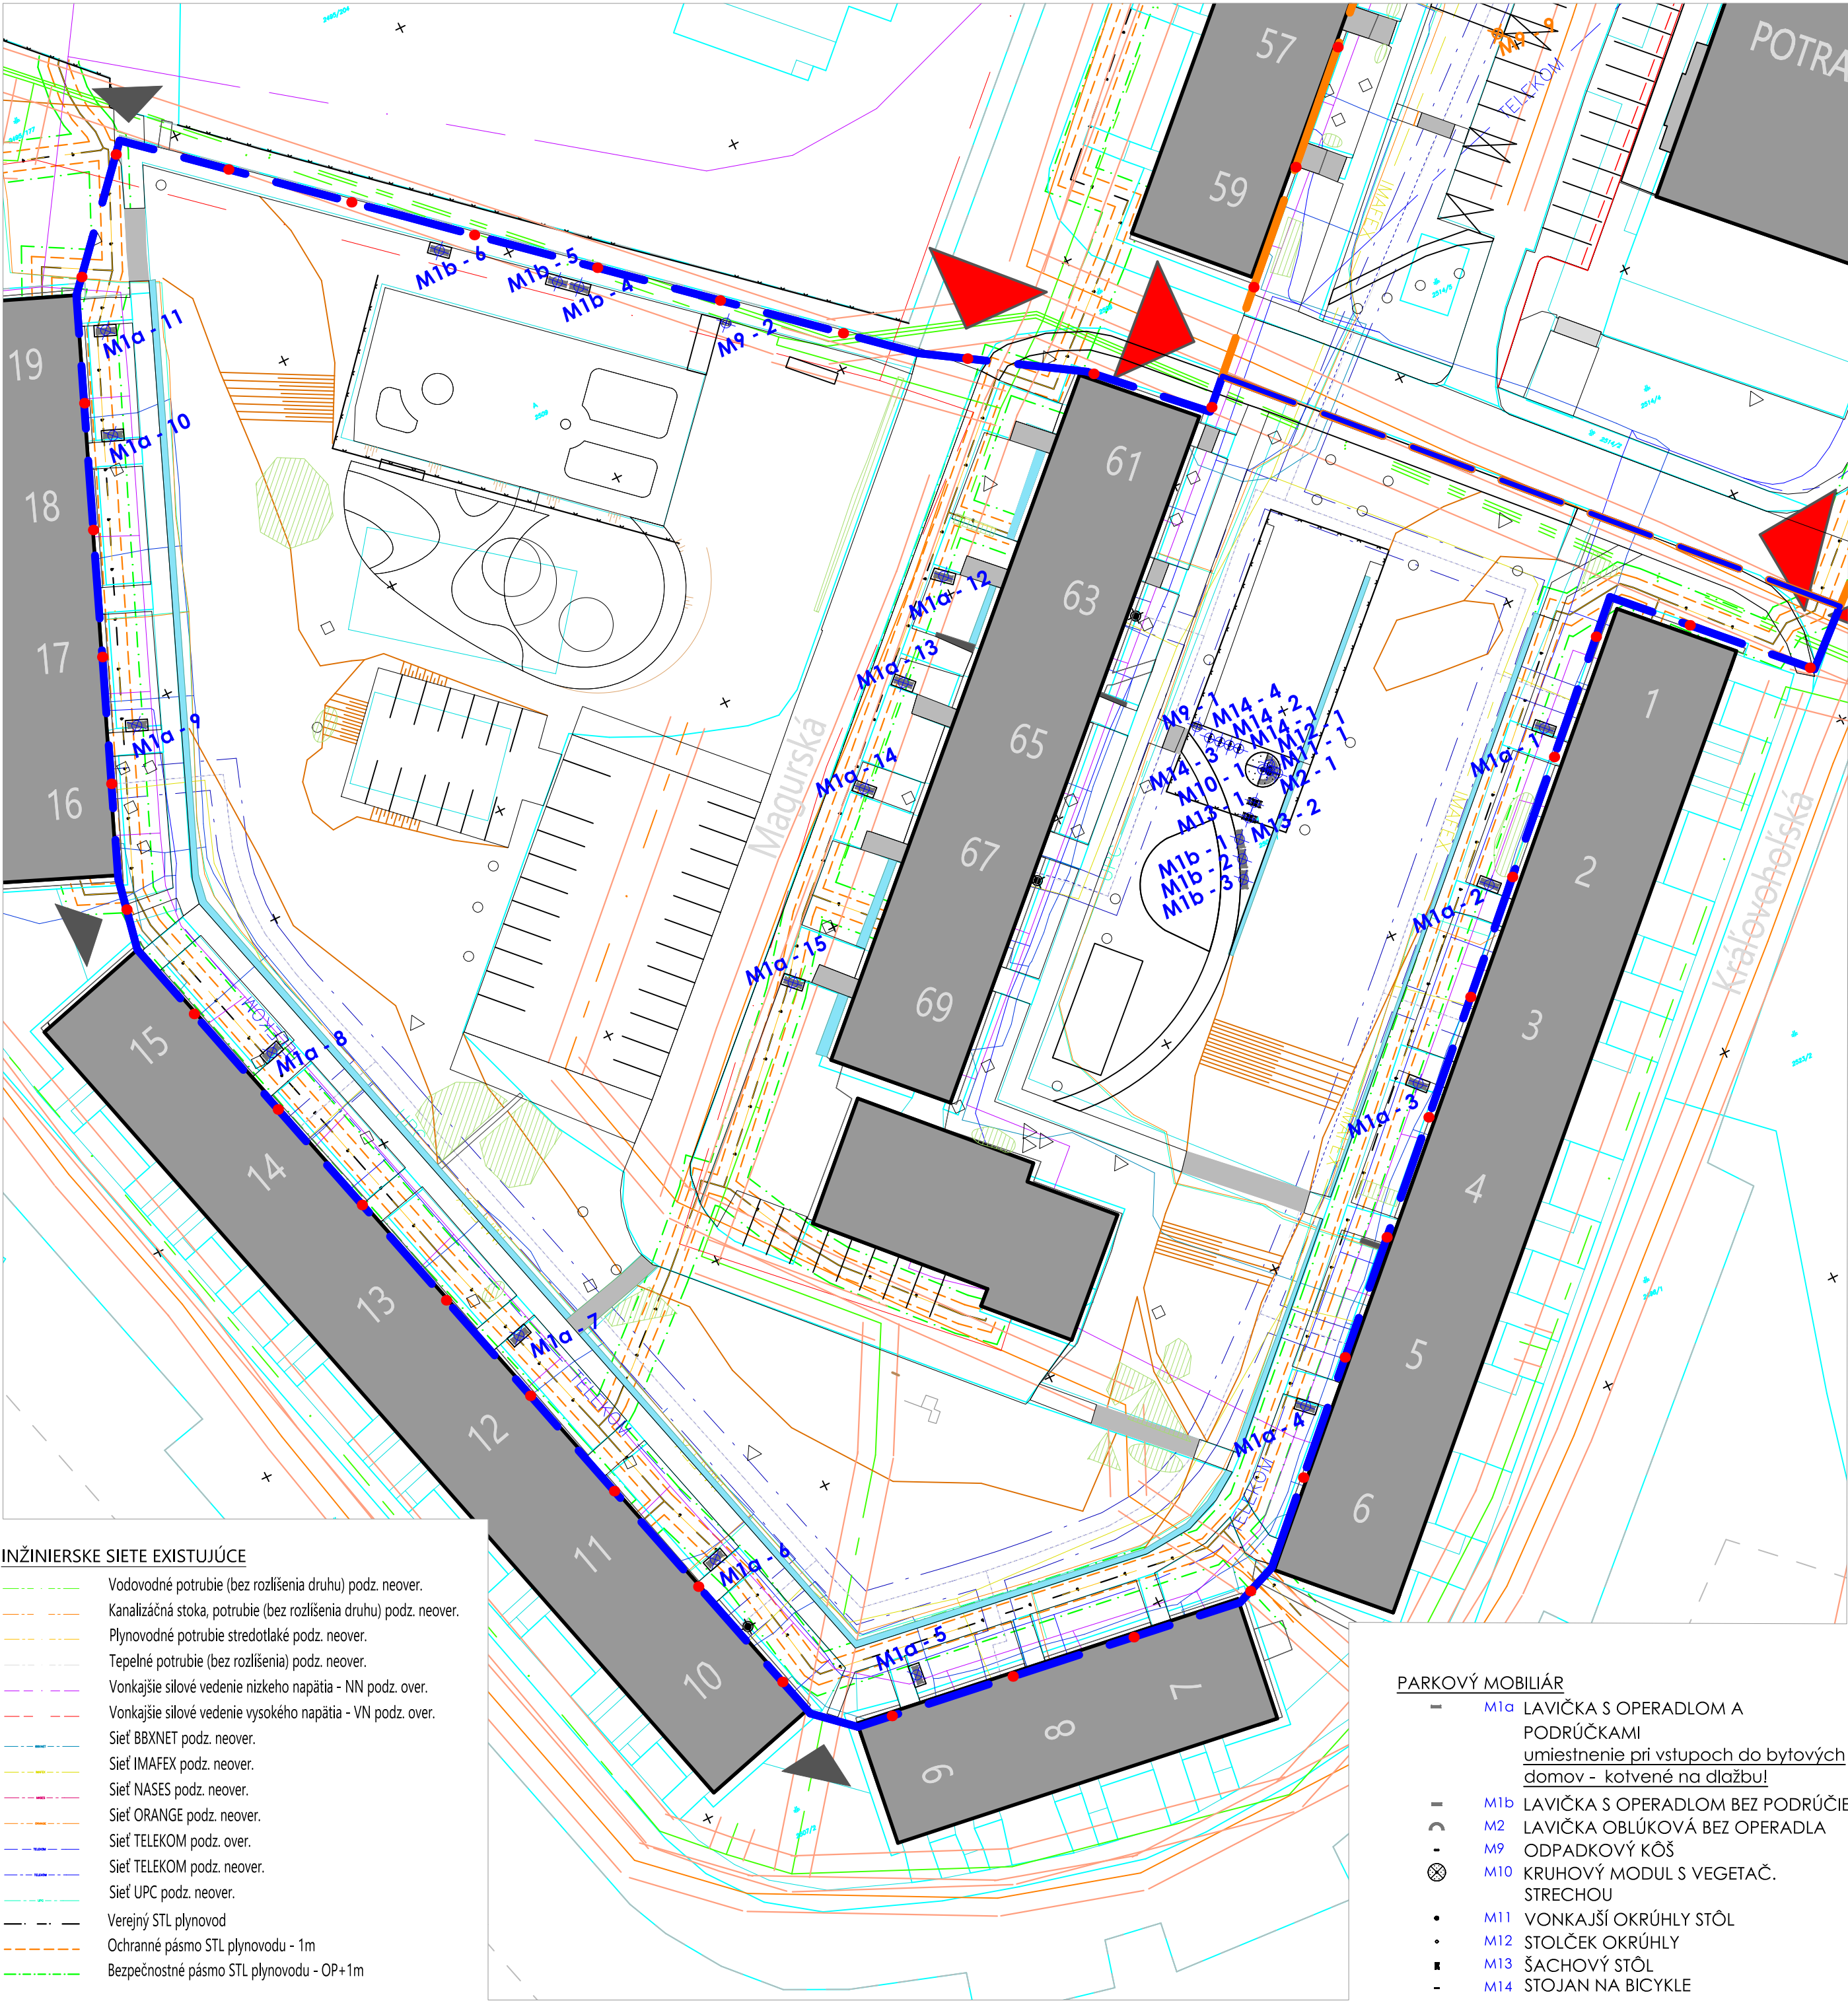 57
59
POTRA
M9
TELEKOM
IMAFEX
M1b - 6
M1b - 5
M1b - 4
M9 - 2
M1a - 11
19
M1a - 10
18
17
M1a - 9
16
61
63
65
67
69
M1a - 12
M1a - 13
M1a - 14
M1a - 15
Magurská
M9 - 1
M14 - 4
M14 - 2
M14 - 1
M12 - 1
M11 - 1
M2 - 1
M14 - 3
M10 - 1
M13 - 1
M13 - 2
M1b - 1
M1b - 2
M1b - 3
1
M1a - 1
2
M1a - 2
3
M1a - 3
4
5
M1a - 4
6
Kráľovohoľská
IMAFEX
IMAFEX
TELEKOM
15
M1a - 8
14
13
M1a - 7
TELEKOM
12
11
M1a - 6
10
M1a - 5
TELEKOM
7
8
9
INŽINIERSKE SIETE EXISTUJÚCE
Vodovodné potrubie (bez rozlíšenia druhu) podz. neover.
Kanalizáčná stoka, potrubie (bez rozlíšenia druhu) podz. neover.
Plynovodné potrubie stredotlaké podz. neover.
Tepelné potrubie (bez rozlíšenia) podz. neover.
Vonkajšie silové vedenie nizkeho napätia - NN podz. over.
Vonkajšie silové vedenie vysokého napätia - VN podz. over.
Sieť BBXNET podz. neover.
Sieť IMAFEX podz. neover.
Sieť NASES podz. neover.
Sieť ORANGE podz. neover.
Sieť TELEKOM podz. over.
Sieť TELEKOM podz. neover.
Sieť UPC podz. neover.
Verejný STL plynovod
Ochranné pásmo STL plynovodu - 1m
Bezpečnostné pásmo STL plynovodu - OP+1m
PARKOVÝ MOBILIÁR
M1a LAVIČKA S OPERADLOM A
PODRÚČKAMI
umiestnenie pri vstupoch do bytových
domov - kotvené na dlažbu!
M1b LAVIČKA S OPERADLOM BEZ PODRÚČIE
M2 LAVIČKA OBLÚKOVÁ BEZ OPERADLA
M9 ODPADKOVÝ KÔŠ
M10 KRUHOVÝ MODUL S VEGETAČ.
STRECHOU
M11 VONKAJŠÍ OKRÚHLY STÔL
M12 STOLČEK OKRÚHLY
M13 ŠACHOVÝ STÔL
M14 STOJAN NA BICYKLE